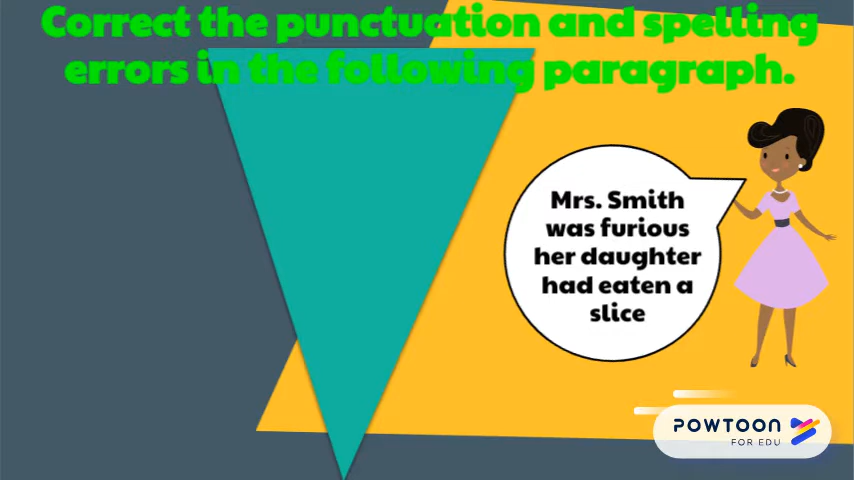 Correct the punctuation and spelling
errors in the following paragraph.
Mrs. Smith
was furious
her daughter
had eaten a
slice
POWTOON
FOR EDU